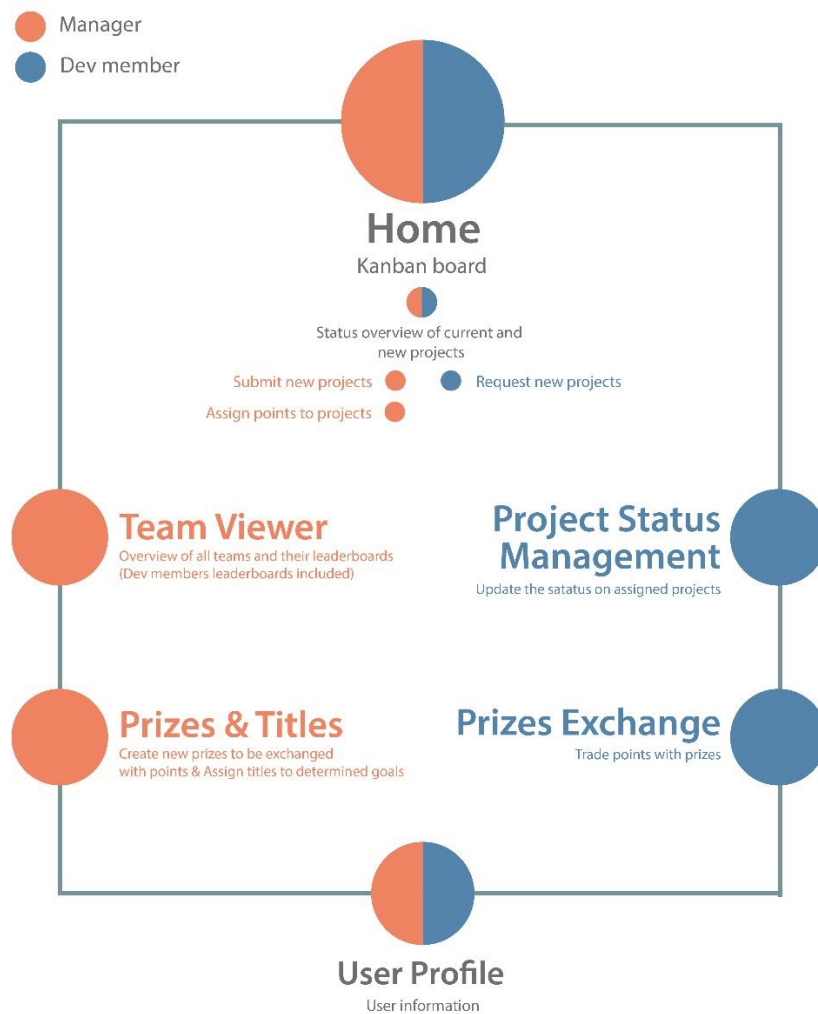 Manager
Dev member
Home
Kanban board
Status overview of current and
new projects
Submit new projects
Request new projects
Assign points to projects
Team Viewer
Overview of all teams and their leaderboards
(Dev members leaderboards included)
Project Status
Management
Update the satatus on assigned projects
Prizes & Titles
Create new prizes to be exchanged
with points & Assign titles to determined goals
Prizes Exchange
Trade points with prizes
User Profile
User information